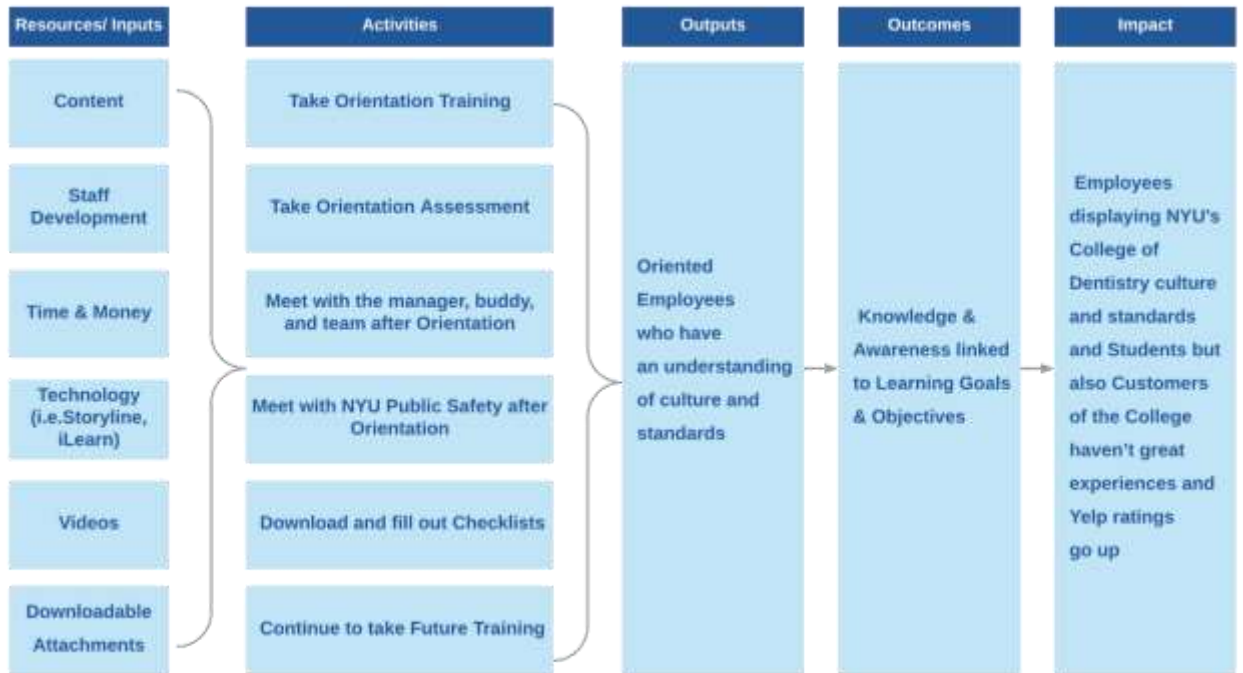 Resources/ Inputs
Activities
Outputs
Outcomes
Impact
Content
Staff
Development
Time & Money
Technology
(i.e.Storyline,
iLearn)
Videos
Downloadable
Attachments
Take Orientation Training
Take Orientation Assessment
Meet with the manager, buddy,
and team after Orientation
Meet with NYU Public Safety after
Orientation
Download and fill out Checklists
Continue to take Future Training
Oriented
Employees
who have
an understanding
of culture and
standards
Knowledge &
Awareness linked
to Learning Goals
& Objectives
Employees
displaying NYU's
College of
Dentistry culture
and standards
and Students but
also Customers
of the College
haven't great
experiences and
Yelp ratings
go up